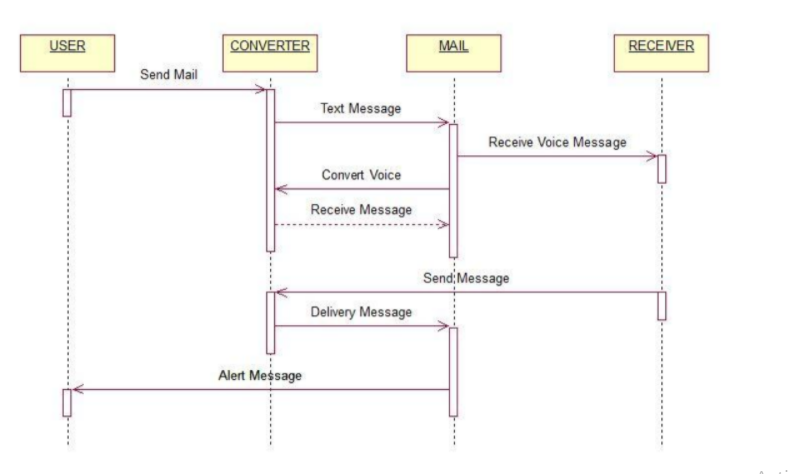 USER
CONVERTER
MAIL
RECEIVER
Send Mail
Text Message
Receive Voice Message
Convert Voice
Receive Message
Send Message
Delivery Message
Alert Message